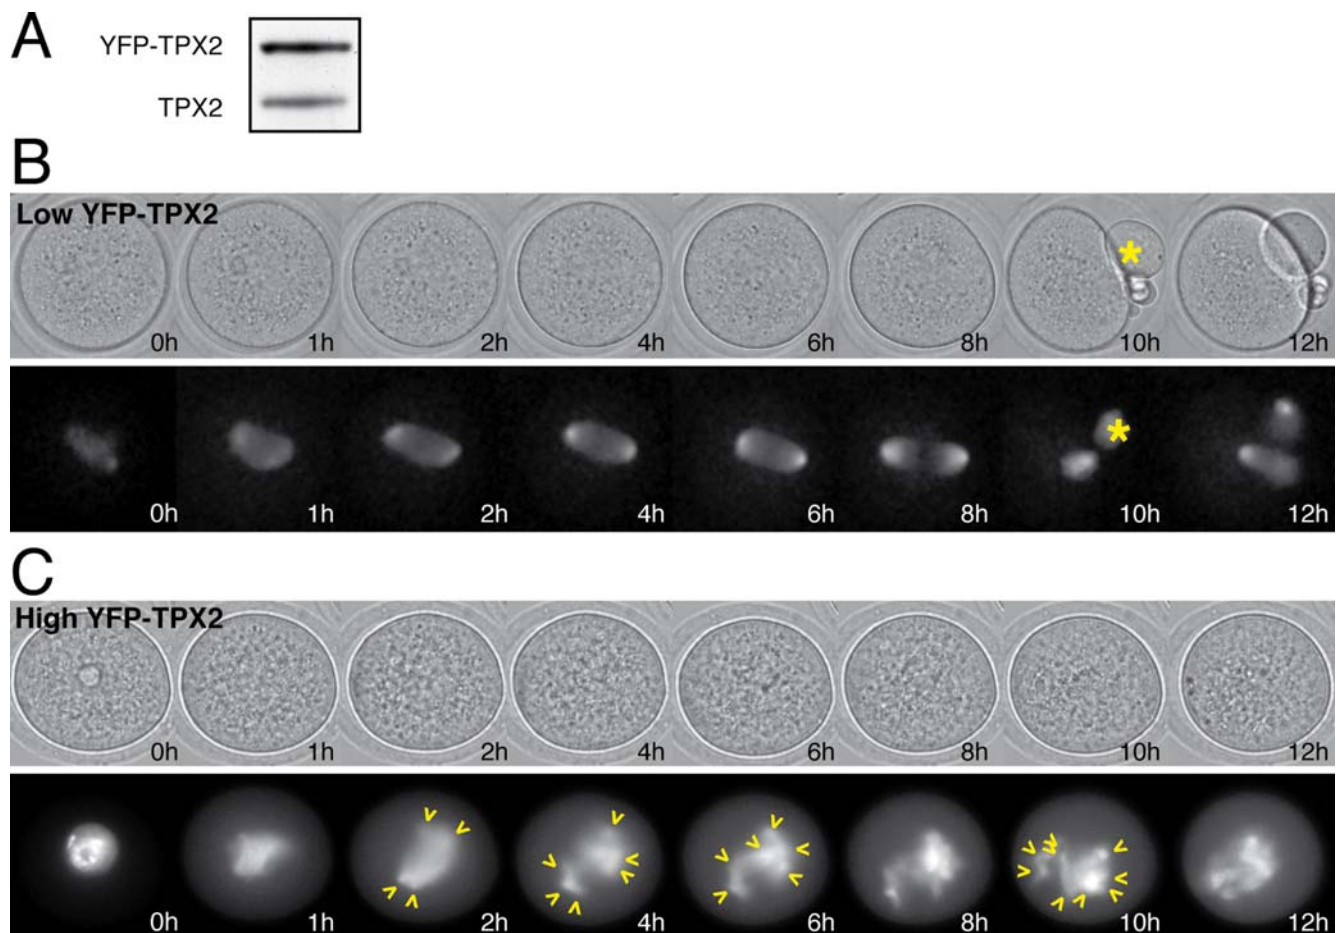 A
YFP-TPX2
TPX2
B
Low YFP-TPX2
0h 1h 2h 4h 6h 8h 10h 12h
0h 1h 2h 4h 6h 8h 10h 12h
C
High YFP-TPX2
0h 1h 2h 4h 6h 8h 10h 12h
0h 1h 2h 4h 6h 8h 10h 12h